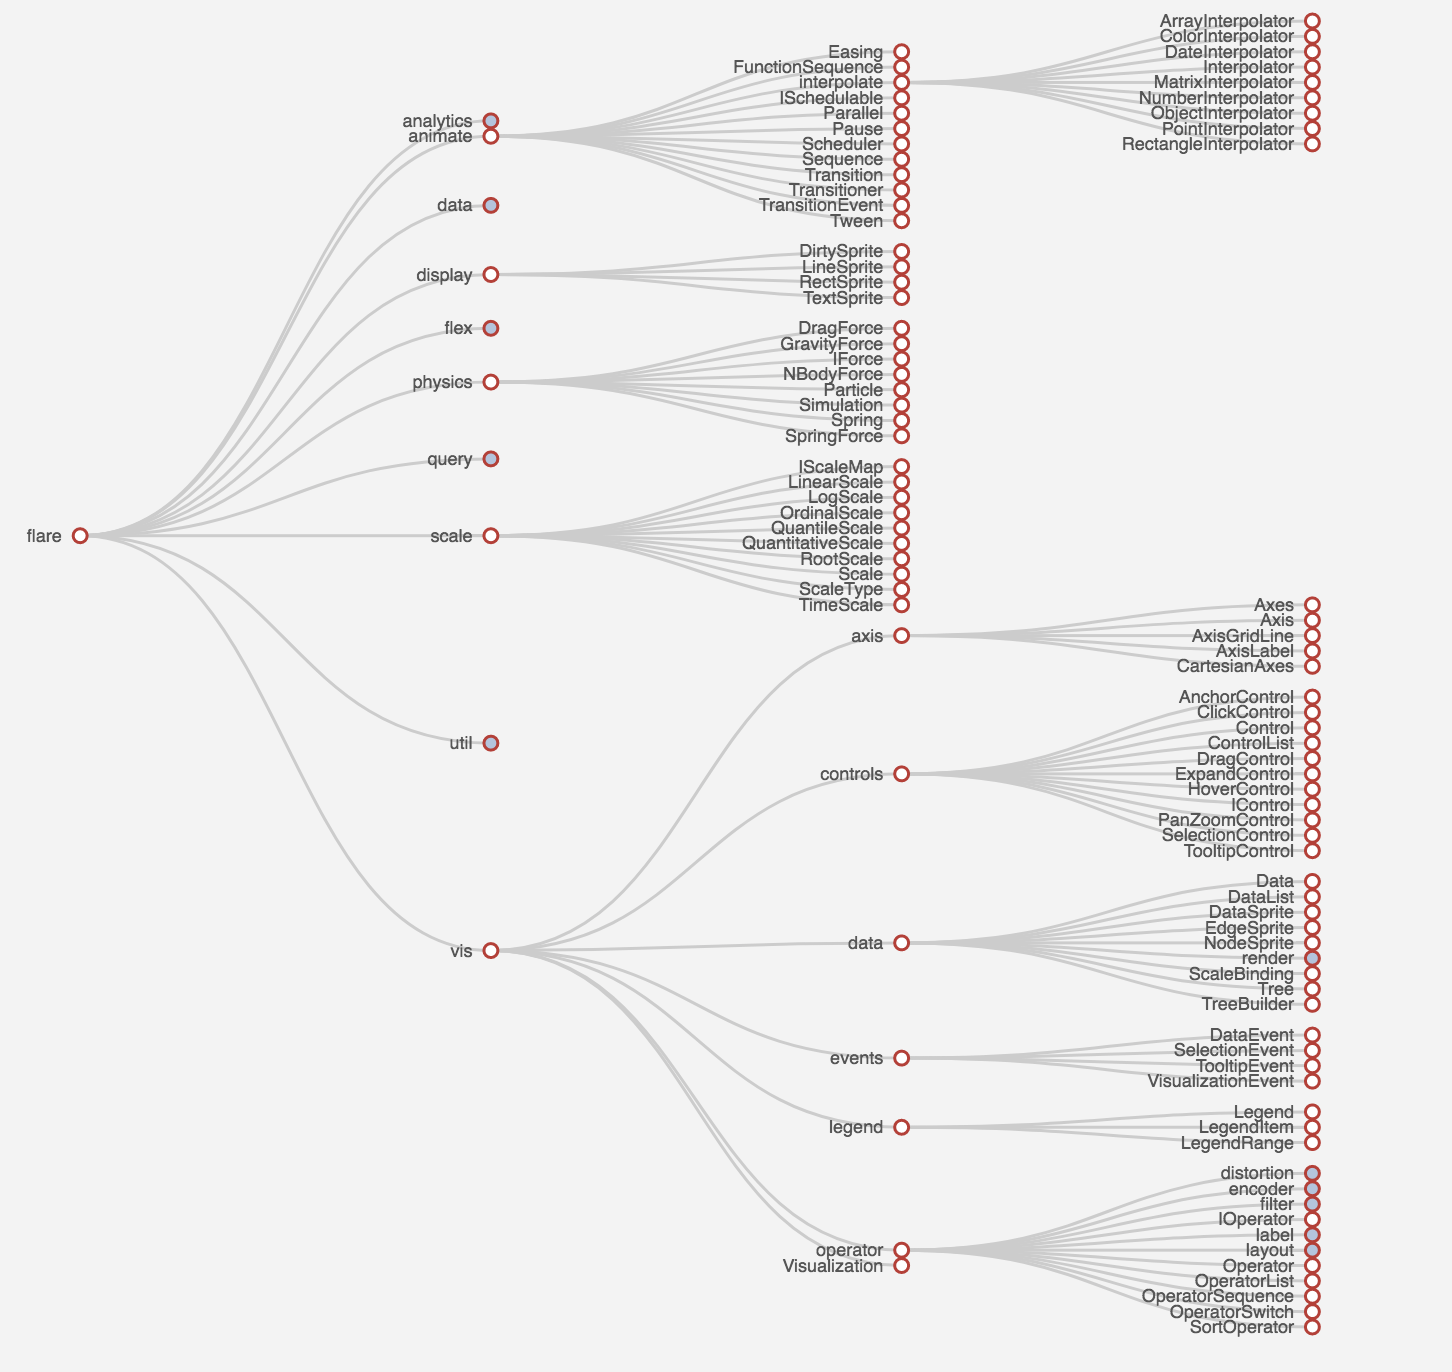 flare
analytics
animate
data
display
flex
physics
query
scale
util
vis
Easing
FunctionSequence
interpolate
ISchedulable
Parallel
Pause
Scheduler
Sequence
Transition
Transitioner
TransitionEvent
Tween
DirtySprite
LineSprite
RectSprite
TextSprite
DragForce
GravityForce
IForce
NBodyForce
Particle
Simulation
Spring
SpringForce
IScaleMap
LinearScale
LogScale
OrdinalScale
QuantileScale
QuantitativeScale
RootScale
Scale
ScaleType
TimeScale
axis
controls
data
events
legend
operator
Visualization
ArrayInterpolator
ColorInterpolator
DateInterpolator
Interpolator
MatrixInterpolator
NumberInterpolator
ObjectInterpolator
PointInterpolator
RectangleInterpolator
Axes
Axis
AxisGridLine
AxisLabel
CartesianAxes
AnchorControl
ClickControl
Control
ControlList
DragControl
ExpandControl
HoverControl
IControl
PanZoomControl
SelectionControl
TooltipControl
Data
DataList
DataSprite
EdgeSprite
NodeSprite
render
ScaleBinding
Tree
TreeBuilder
DataEvent
SelectionEvent
TooltipEvent
VisualizationEvent
Legend
LegendItem
LegendRange
distortion
encoder
filter
IOperator
label
layout
Operator
OperatorList
OperatorSequence
OperatorSwitch
SortOperator